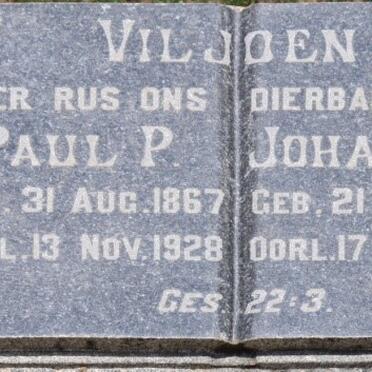 VILJOEN
ER RUS ONS DIERBA
PAUL P. JOHA
. 31 AUG. 1867 GEB. 21
L. 13 NOV. 1928 OORL. 17
GES. 22:3.